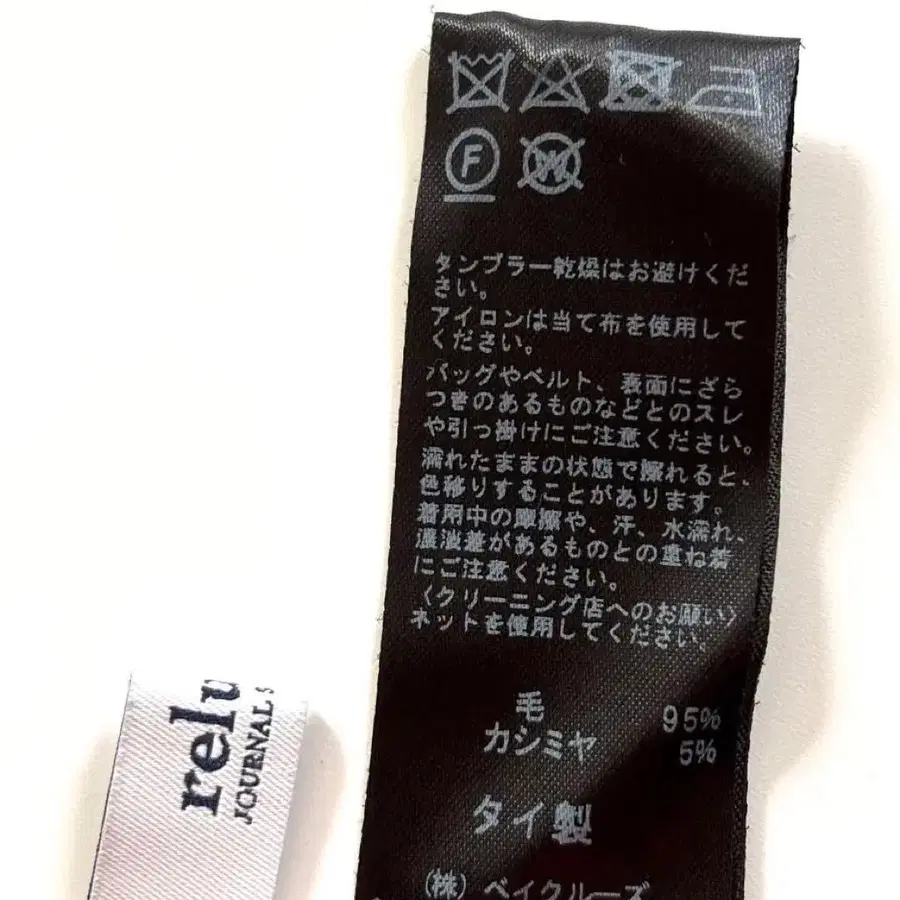 F
W
タンブラー乾燥はお避けくだ
さい。
アイロンは当て布を使用して
ください。
バッグやベルト、表面にざら
つきのあるものなどとのスレ
や引っ掛けにご注意ください。
濡れたままの状態で擦れると、
色移りすることがあります。
着用中の摩擦や、汗、水濡れ、
濃淡差があるものとの重ね着
にご注意ください。
〈クリーニング店へのお願い〉
ネットを使用してください。
毛 95%
カシミヤ 5%
タイ製
(株) ベイクルーズ
relu
JOURNAL S